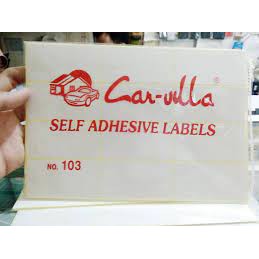 Car-villa ®
SELF ADHESIVE LABELS
NO. 103